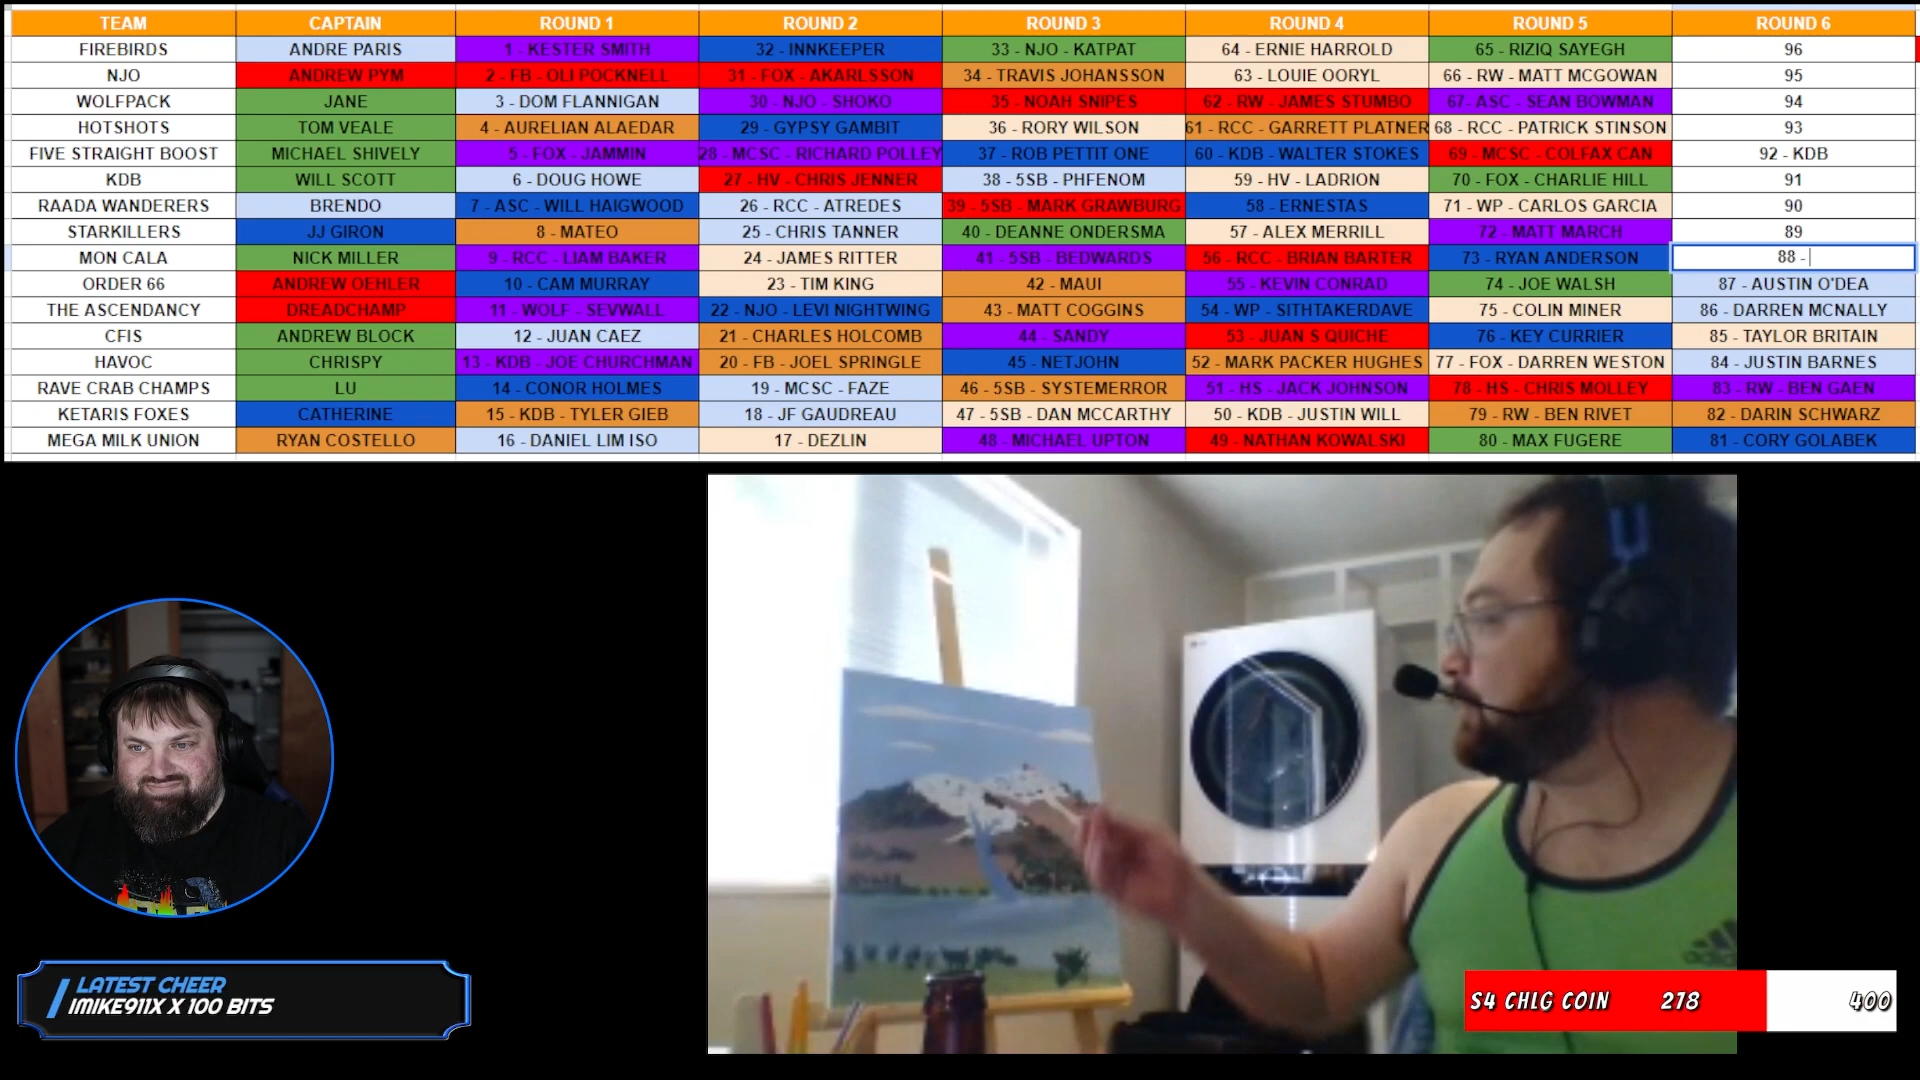 TEAM CAPTAIN ROUND 1 ROUND 2 ROUND 3 ROUND 4 ROUND 5 ROUND 6
FIREBIRDS ANDRE PARIS 1 - KESTER SMITH 32 - INNKEEPER 33 - NJO - KATPAT 64 - ERNIE HARROLD 65 - RIZIQ SAYEGH 96
NJO ANDREW PYM 2 - FB - OLI POCKNELL 31 - FOX - AKARLSSON 34 - TRAVIS JOHANSSON 63 - LOUIE OORYL 66 - RW - MATT MCGOWAN 95
WOLFPACK JANE 3 - DOM FLANNIGAN 30 - NJO - SHOKO 35 - NOAH SNIPES 62 - RW - JAMES STUMBO 67- ASC - SEAN BOWMAN 94
HOTSHOTS TOM VEALE 4 - AURELIAN ALAEDAR 29 - GYPSY GAMBIT 36 - RORY WILSON 61 - RCC - GARRETT PLATNER 68 - RCC - PATRICK STINSON 93
FIVE STRAIGHT BOOST MICHAEL SHIVELY 5 - FOX - JAMMIN 28 - MCSC - RICHARD POLLEY 37 - ROB PETTIT ONE 60 - KDB - WALTER STOKES 69 - MCSC - COLFAX CAN 92 - KDB
KDB WILL SCOTT 6 - DOUG HOWE 27 - HV - CHRIS JENNER 38 - 5SB - PHFENOM 59 - HV - LADRION 70 - FOX - CHARLIE HILL 91
RAADA WANDERERS BRENDO 7 - ASC - WILL HAIGWOOD 26 - RCC - ATREDES 39 - 5SB - MARK GRAWBURG 58 - ERNESTAS 71 - WP - CARLOS GARCIA 90
STARKILLERS JJ GIRON 8 - MATEO 25 - CHRIS TANNER 40 - DEANNE ONDERSMA 57 - ALEX MERRILL 72 - MATT MARCH 89
MON CALA NICK MILLER 9 - RCC - LIAM BAKER 24 - JAMES RITTER 41 - 5SB - BEDWARDS 56 - RCC - BRIAN BARTER 73 - RYAN ANDERSON 88 -
ORDER 66 ANDREW OEHLER 10 - CAM MURRAY 23 - TIM KING 42 - MAUI 55 - KEVIN CONRAD 74 - JOE WALSH 87 - AUSTIN O'DEA
THE ASCENDANCY DREADCHAMP 11 - WOLF - SEVWALL 22 - NJO - LEVI NIGHTWING 43 - MATT COGGINS 54 - WP - SITHTAKERDAVE 75 - COLIN MINER 86 - DARREN MCNALLY
CFIS ANDREW BLOCK 12 - JUAN CAEZ 21 - CHARLES HOLCOMB 44 - SANDY 53 - JUAN S QUICHE 76 - KEY CURRIER 85 - TAYLOR BRITAIN
HAVOC CHRISPY 13 - KDB - JOE CHURCHMAN 20 - FB - JOEL SPRINGLE 45 - NETJOHN 52 - MARK PACKER HUGHES 77 - FOX - DARREN WESTON 84 - JUSTIN BARNES
RAVE CRAB CHAMPS LU 14 - CONOR HOLMES 19 - MCSC - FAZE 46 - 5SB - SYSTEMERROR 51 - HS - JACK JOHNSON 78 - HS - CHRIS MOLLEY 83 - RW - BEN GAEN
KETARIS FOXES CATHERINE 15 - KDB - TYLER GIEB 18 - JF GAUDREAU 47 - 5SB - DAN MCCARTHY 50 - KDB - JUSTIN WILL 79 - RW - BEN RIVET 82 - DARIN SCHWARZ
MEGA MILK UNION RYAN COSTELLO 16 - DANIEL LIM ISO 17 - DEZLIN 48 - MICHAEL UPTON 49 - NATHAN KOWALSKI 80 - MAX FUGERE 81 - CORY GOLABEK
LATEST CHEER
IMIKE911X X 100 BITS
S4 CHLG COIN 278 400